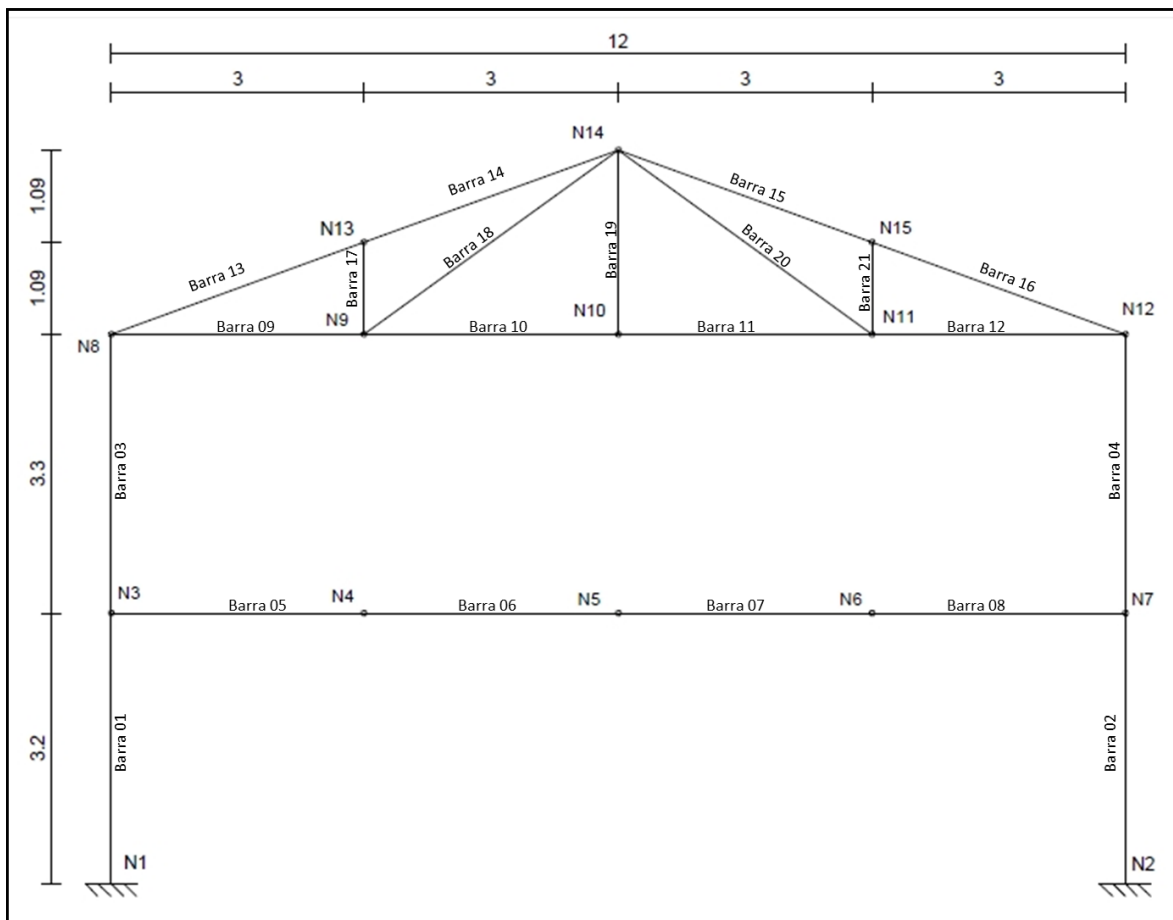 12
3
3
3
3
N14
1.09
Barra 14
Barra 15
N13
N15
Barra 18
Barra 19
Barra 20
Barra 13
Barra 17
Barra 21
Barra 16
1.09
N8
Barra 09
N9
Barra 10
N10
Barra 11
N11
Barra 12
N12
3.3
Barra 03
Barra 04
N3
Barra 05
N4
Barra 06
N5
Barra 07
N6
Barra 08
N7
3.2
Barra 01
Barra 02
N1
N2